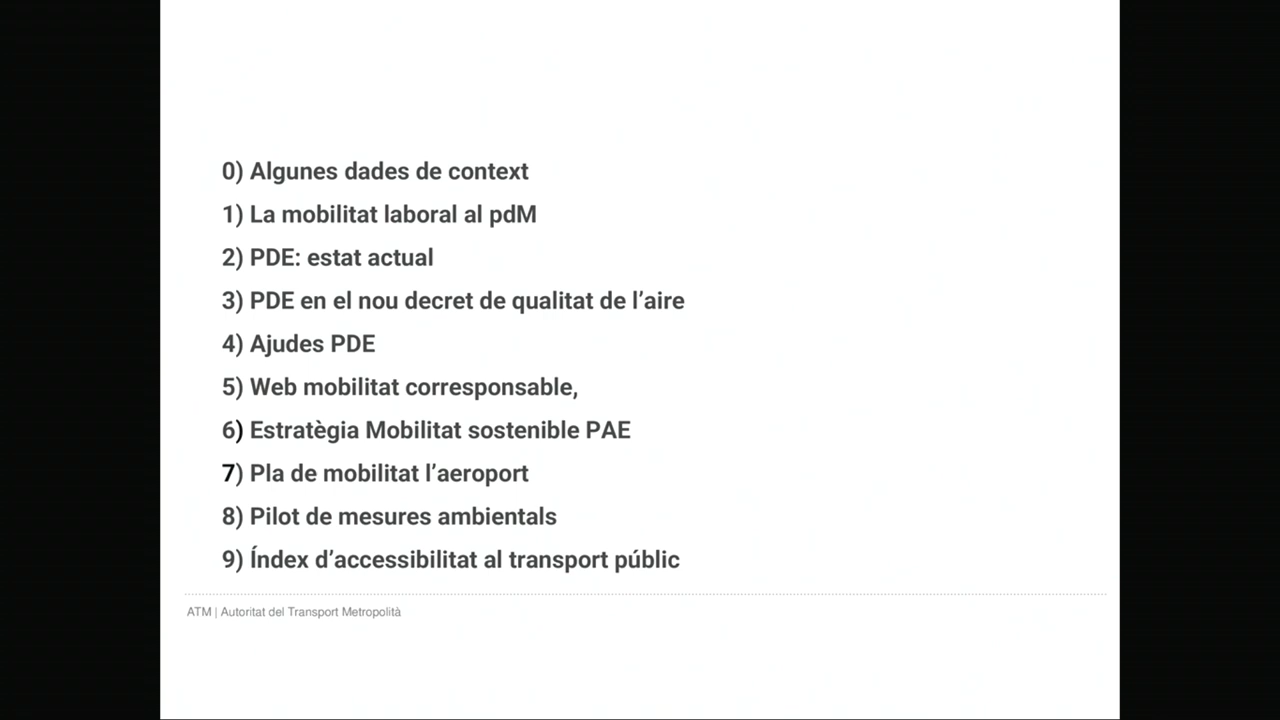 0) Algunes dades de context
1) La mobilitat laboral al pdM
2) PDE: estat actual
3) PDE en el nou decret de qualitat de l’aire
4) Ajudes PDE
5) Web mobilitat corresponsable,
6) Estratègia Mobilitat sostenible PAE
7) Pla de mobilitat l’aeroport
8) Pilot de mesures ambientals
9) Índex d’accessibilitat al transport públic
ATM | Autoritat del Transport Metropolità